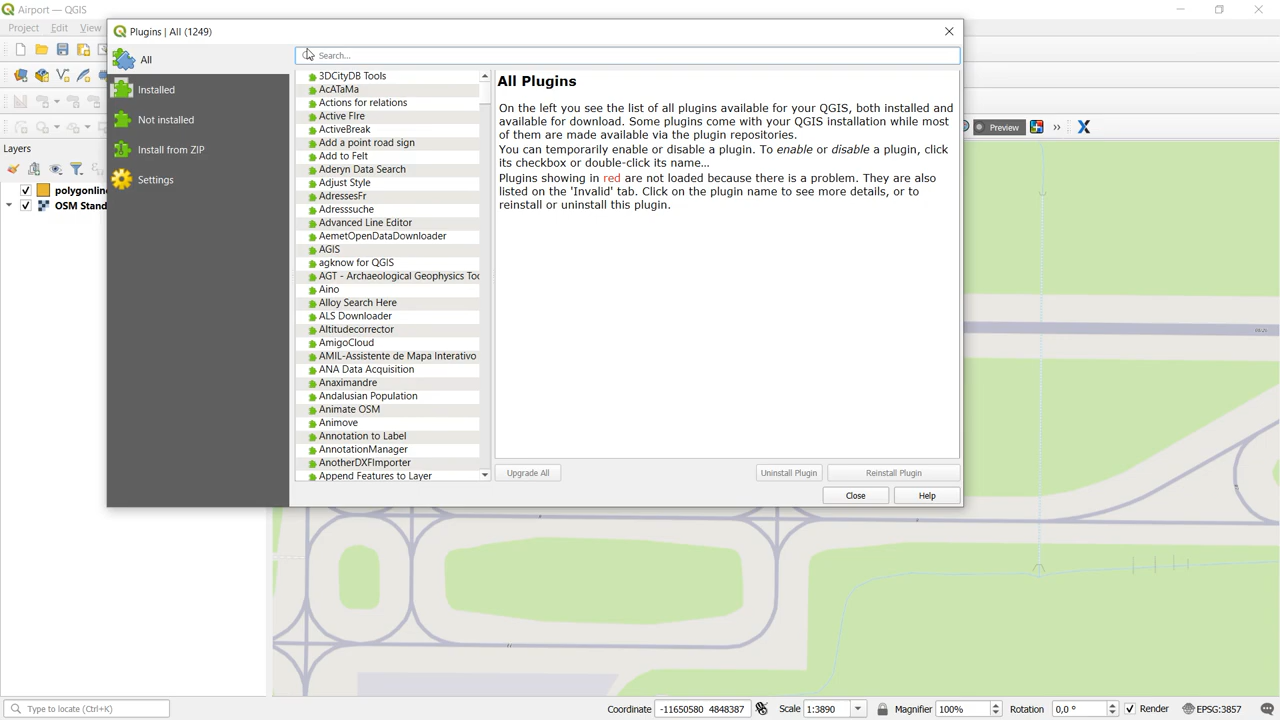 Airport — QGIS
Project Edit View
Plugins | All (1249)
All
Installed
Not installed
Install from ZIP
Settings
Search...
3DCityDB Tools
AcATaMa
Actions for relations
Active FIre
ActiveBreak
Add a point road sign
Add to Felt
Aderyn Data Search
Adjust Style
AdressesFr
Adresssuche
Advanced Line Editor
AemetOpenDataDownloader
AGIS
agknow for QGIS
AGT - Archaeological Geophysics Too
Aino
Alloy Search Here
ALS Downloader
Altitudecorrector
AmigoCloud
AMIL-Assistente de Mapa Interativo
ANA Data Acquisition
Anaximandre
Andalusian Population
Animate OSM
Animove
Annotation to Label
AnnotationManager
AnotherDXFImporter
Append Features to Layer
All Plugins
On the left you see the list of all plugins available for your QGIS, both installed and
available for download. Some plugins come with your QGIS installation while most
of them are made available via the plugin repositories.
You can temporarily enable or disable a plugin. To enable or disable a plugin, click
its checkbox or double-click its name...
Plugins showing in red are not loaded because there is a problem. They are also
listed on the 'Invalid' tab. Click on the plugin name to see more details, or to
reinstall or uninstall this plugin.
Upgrade All
Uninstall Plugin
Reinstall Plugin
Close
Help
Preview
Layers
polygonline
OSM Stand
Type to locate (Ctrl+K)
Coordinate -11650580 4848387
Scale 1:3890
Magnifier 100%
Rotation 0,0 °
Render
EPSG:3857